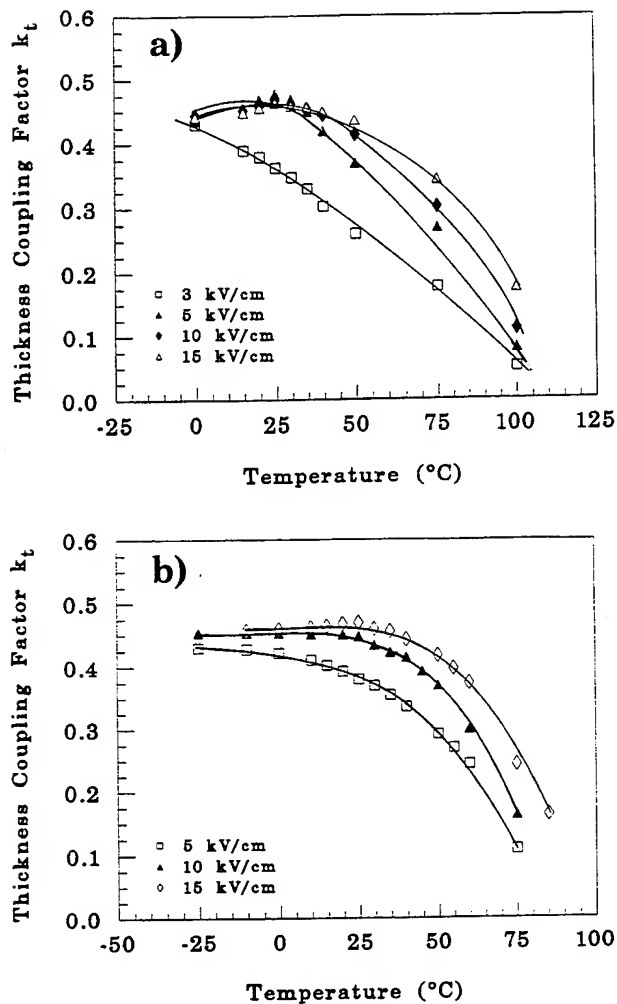 a)
Thickness Coupling Factor kt
0.6
0.5
0.4
0.3
0.2
0.1
0.0
□ 3 kV/cm
▲ 5 kV/cm
◆ 10 kV/cm
△ 15 kV/cm
-25 0 25 50 75 100 125
Temperature (°C)
b)
Thickness Coupling Factor kt
0.6
0.5
0.4
0.3
0.2
0.1
0.0
□ 5 kV/cm
▲ 10 kV/cm
◇ 15 kV/cm
-50 -25 0 25 50 75 100
Temperature (°C)